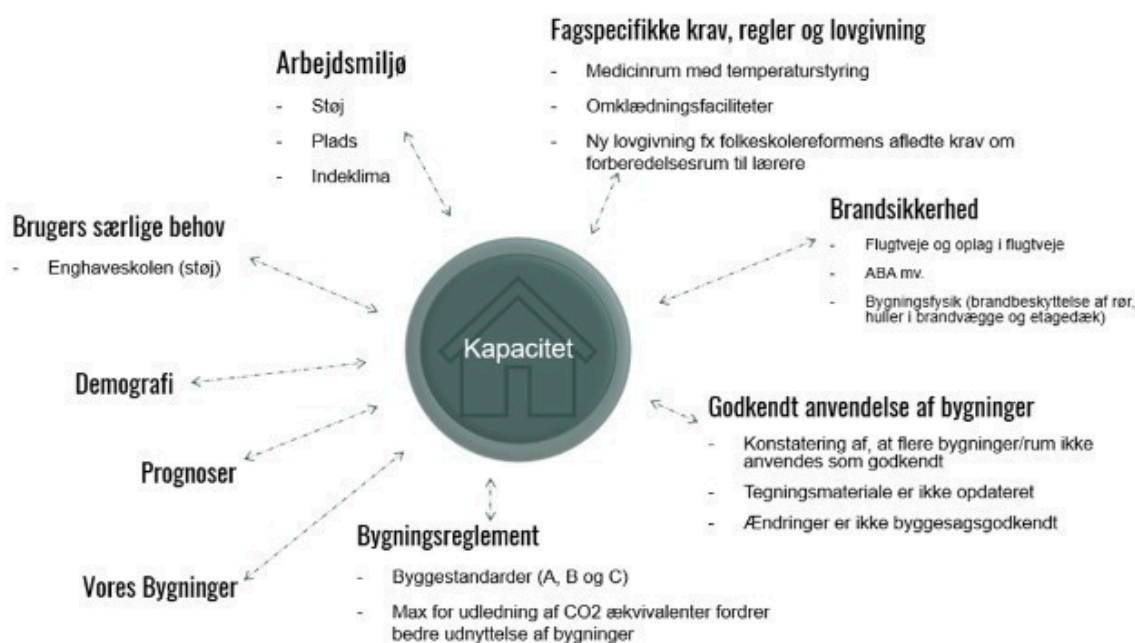 Fagspecifikke krav, regler og lovgivning
- Medicinrum med temperaturstyring
- Omklædningsfaciliteter
- Ny lovgivning fx folkeskolereformens afledte krav om
forberedelsesrum til lærere
Arbejdsmiljø
- Støj
- Plads
- Indeklima
Brugers særlige behov
- Enghaveskolen (støj)
Brandsikkerhed
- Flugtveje og oplag i flugtveje
- ABA mv.
- Bygningsfysik (brandbeskyttelse af rør,
huller i brandvægge og etagedæk)
Kapacitet
Demografi
Godkendt anvendelse af bygninger
- Konstatering af, at flere bygninger/rum ikke
anvendes som godkendt
- Tegningsmateriale er ikke opdateret
- Ændringer er ikke byggesagsgodkendt
Prognoser
Vores Bygninger
Bygningsreglement
- Byggestandarder (A, B og C)
- Max for udledning af CO2 ækvivalenter fordrer
bedre udnyttelse af bygninger